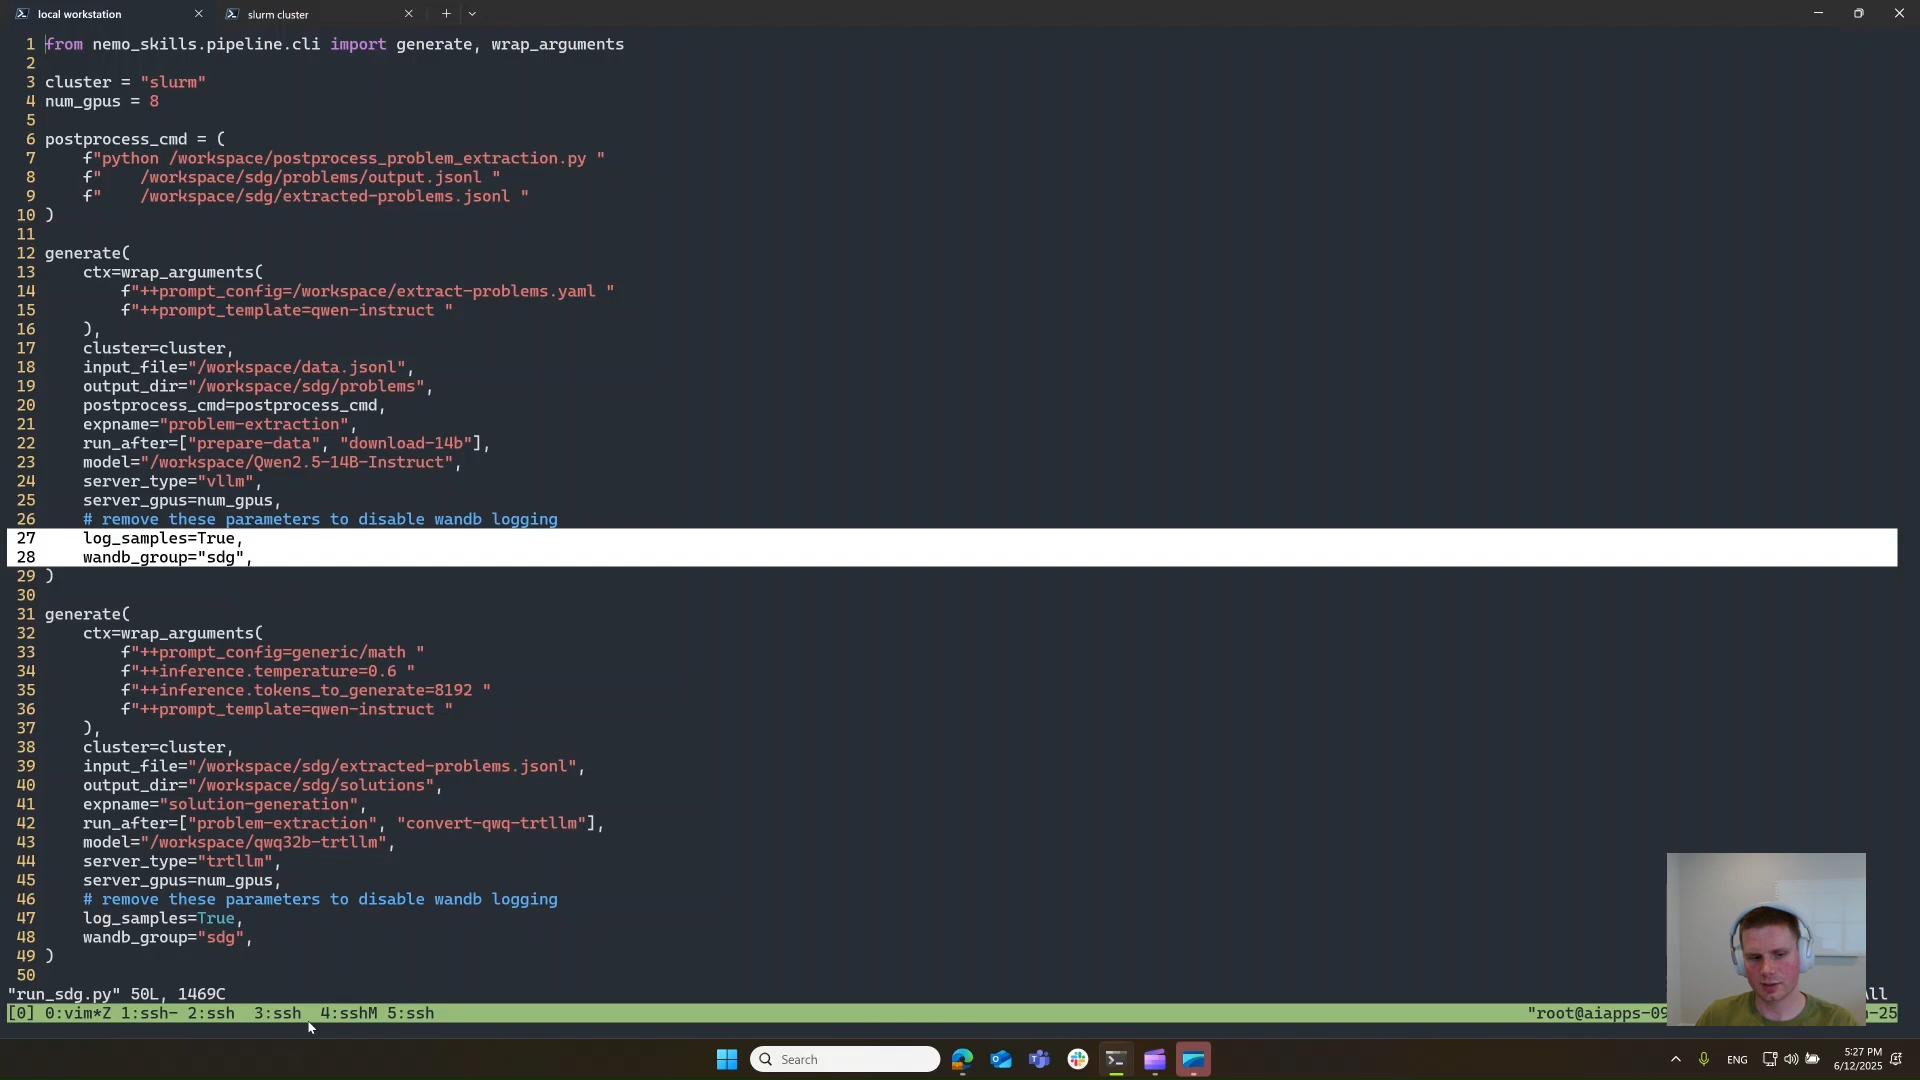 local workstation
slurm cluster
1 from nemo_skills.pipeline.cli import generate, wrap_arguments
2
3 cluster = "slurm"
4 num_gpus = 8
5
6 postprocess_cmd = (
7     f"python /workspace/postprocess_problem_extraction.py "
8     f"    /workspace/sdg/problems/output.jsonl "
9     f"    /workspace/sdg/extracted-problems.jsonl "
10 )
11
12 generate(
13     ctx=wrap_arguments(
14         f"++prompt_config=/workspace/extract-problems.yaml "
15         f"++prompt_template=qwen-instruct "
16     ),
17     cluster=cluster,
18     input_file="/workspace/data.jsonl",
19     output_dir="/workspace/sdg/problems",
20     postprocess_cmd=postprocess_cmd,
21     expname="problem-extraction",
22     run_after=["prepare-data", "download-14b"],
23     model="/workspace/Qwen2.5-14B-Instruct",
24     server_type="vllm",
25     server_gpus=num_gpus,
26     # remove these parameters to disable wandb logging
27     log_samples=True,
28     wandb_group="sdg",
29 )
30
31 generate(
32     ctx=wrap_arguments(
33         f"++prompt_config=generic/math "
34         f"++inference.temperature=0.6 "
35         f"++inference.tokens_to_generate=8192 "
36         f"++prompt_template=qwen-instruct "
37     ),
38     cluster=cluster,
39     input_file="/workspace/sdg/extracted-problems.jsonl",
40     output_dir="/workspace/sdg/solutions",
41     expname="solution-generation",
42     run_after=["problem-extraction", "convert-qwq-trtllm"],
43     model="/workspace/qwq32b-trtllm",
44     server_type="trtllm",
45     server_gpus=num_gpus,
46     # remove these parameters to disable wandb logging
47     log_samples=True,
48     wandb_group="sdg",
49 )
50
"run_sdg.py" 50L, 1469C
[0] 0:vim*Z 1:ssh- 2:ssh  3:ssh  4:sshM 5:ssh "root@aiapps-09 -25
Search
ENG
5:27 PM
6/12/2025